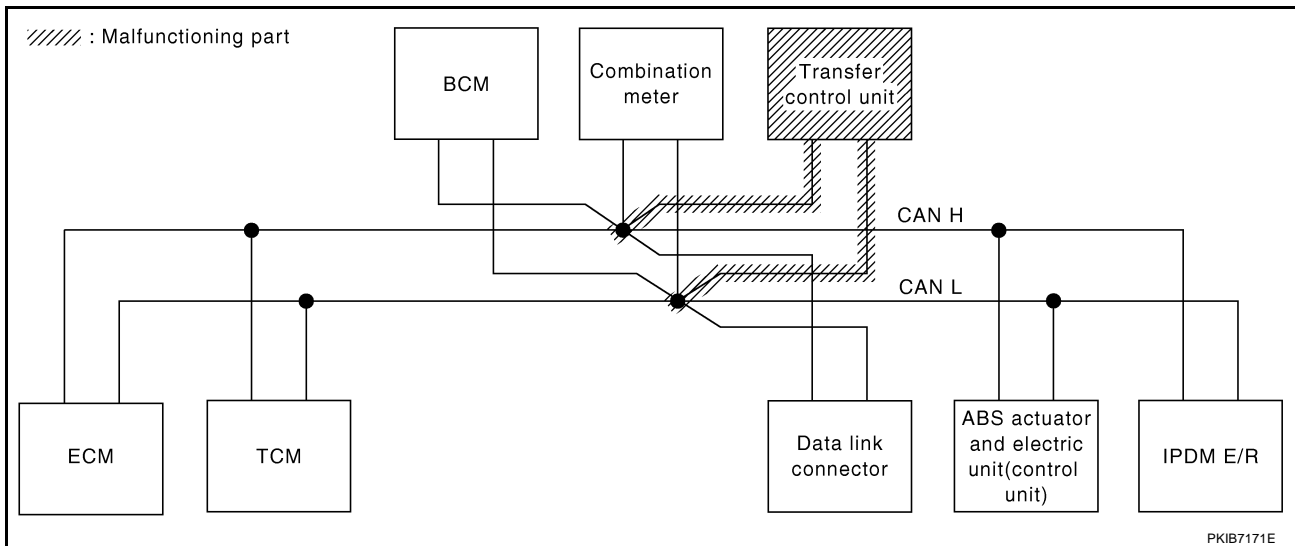 : Malfunctioning part
BCM
Combination
meter
Transfer
control unit
CAN H
CAN L
ECM
TCM
Data link
connector
ABS actuator
and electric
unit(control
unit)
IPDM E/R
PKIB7171E